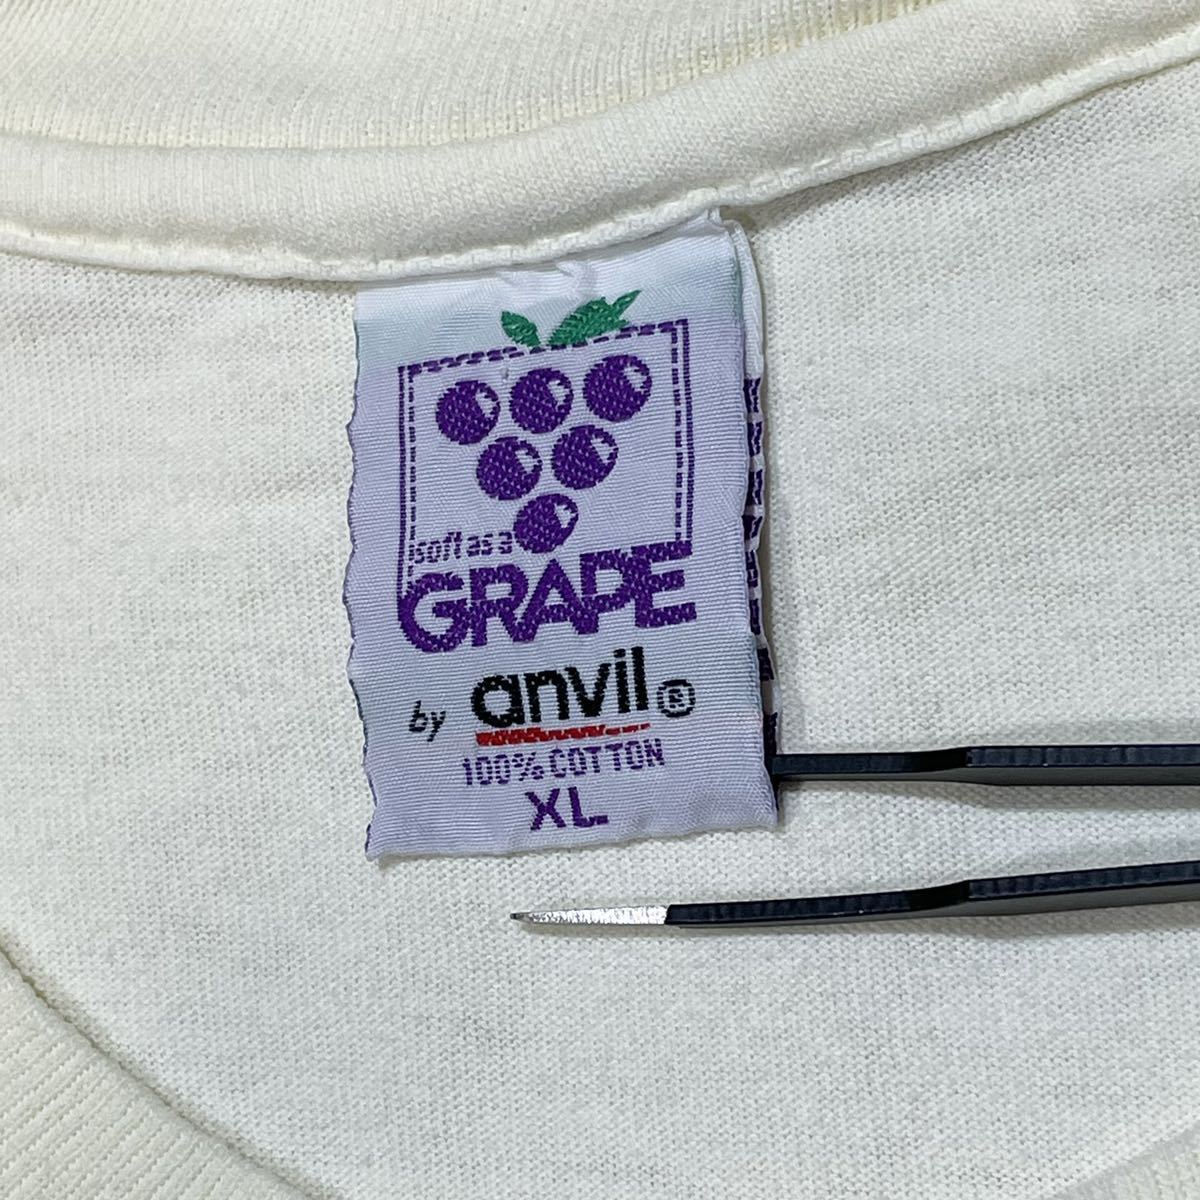 soft as a
GRAPE
by anvil®
100% COTTON
XL